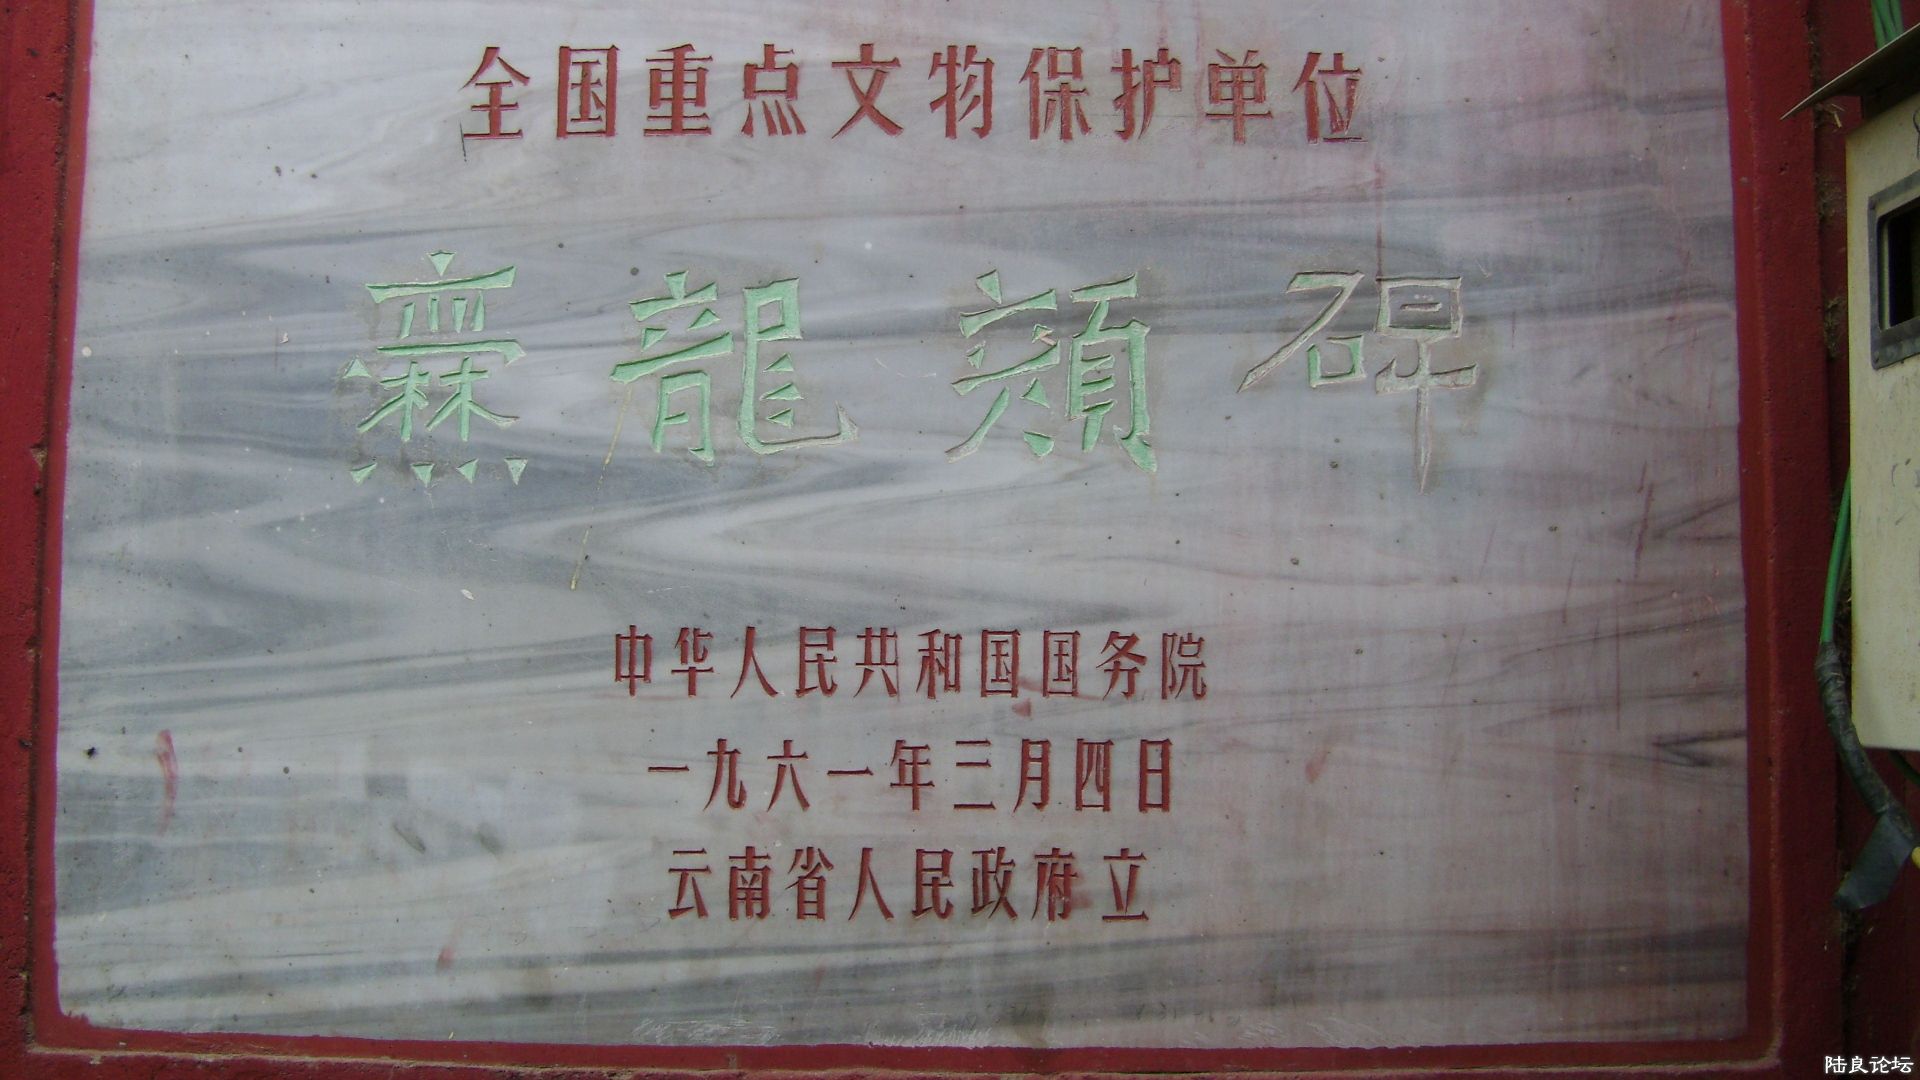 全国重点文物保护单位
爨龍顔碑
中华人民共和国国务院
一九六一年三月四日
云南省人民政府立
陆良论坛